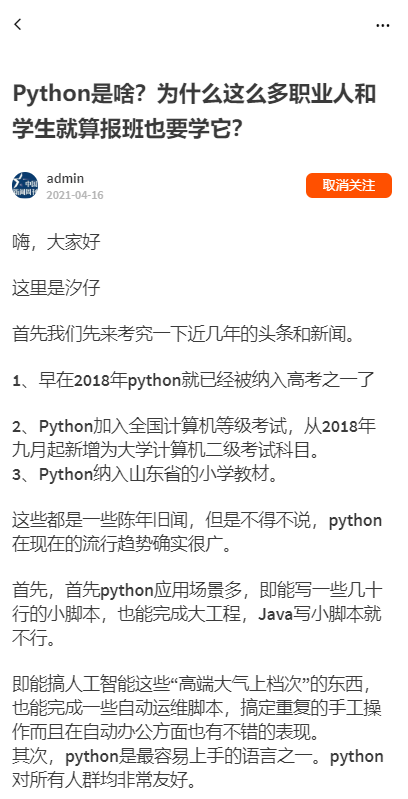 Python是啥？为什么这么多职业人和
学生就算报班也要学它？
中国
新闻周刊
admin
2021-04-16
取消关注
嗨，大家好
这里是汐仔
首先我们先来考究一下近几年的头条和新闻。
1、早在2018年python就已经被纳入高考之一了
2、Python加入全国计算机等级考试，从2018年
九月起新增为大学计算机二级考试科目。
3、Python纳入山东省的小学教材。
这些都是一些陈年旧闻，但是不得不说，python
在现在的流行趋势确实很广。
首先，首先python应用场景多，即能写一些几十
行的小脚本，也能完成大工程，Java写小脚本就
不行。
即能搞人工智能这些“高端大气上档次”的东西，
也能完成一些自动运维脚本，搞定重复的手工操
作而且在自动办公方面也有不错的表现。
其次，python是最容易上手的语言之一。python
对所有人群均非常友好。